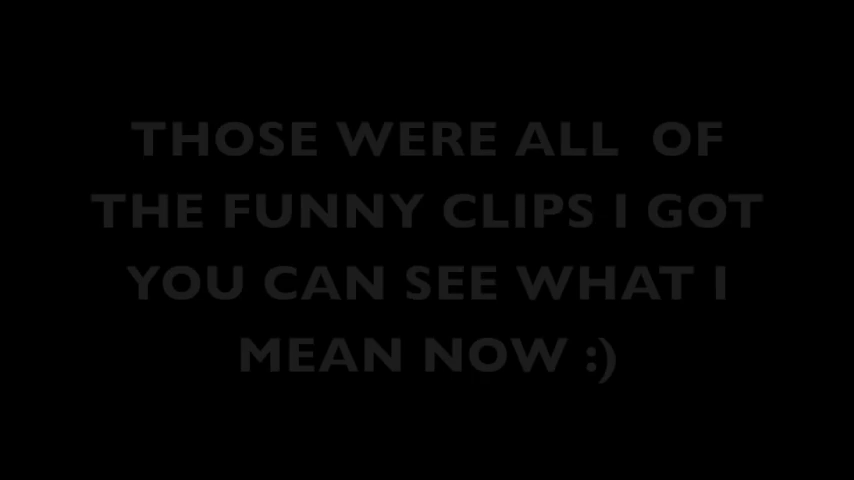 THOSE WERE ALL  OF
THE FUNNY CLIPS I GOT
YOU CAN SEE WHAT I
MEAN NOW :)